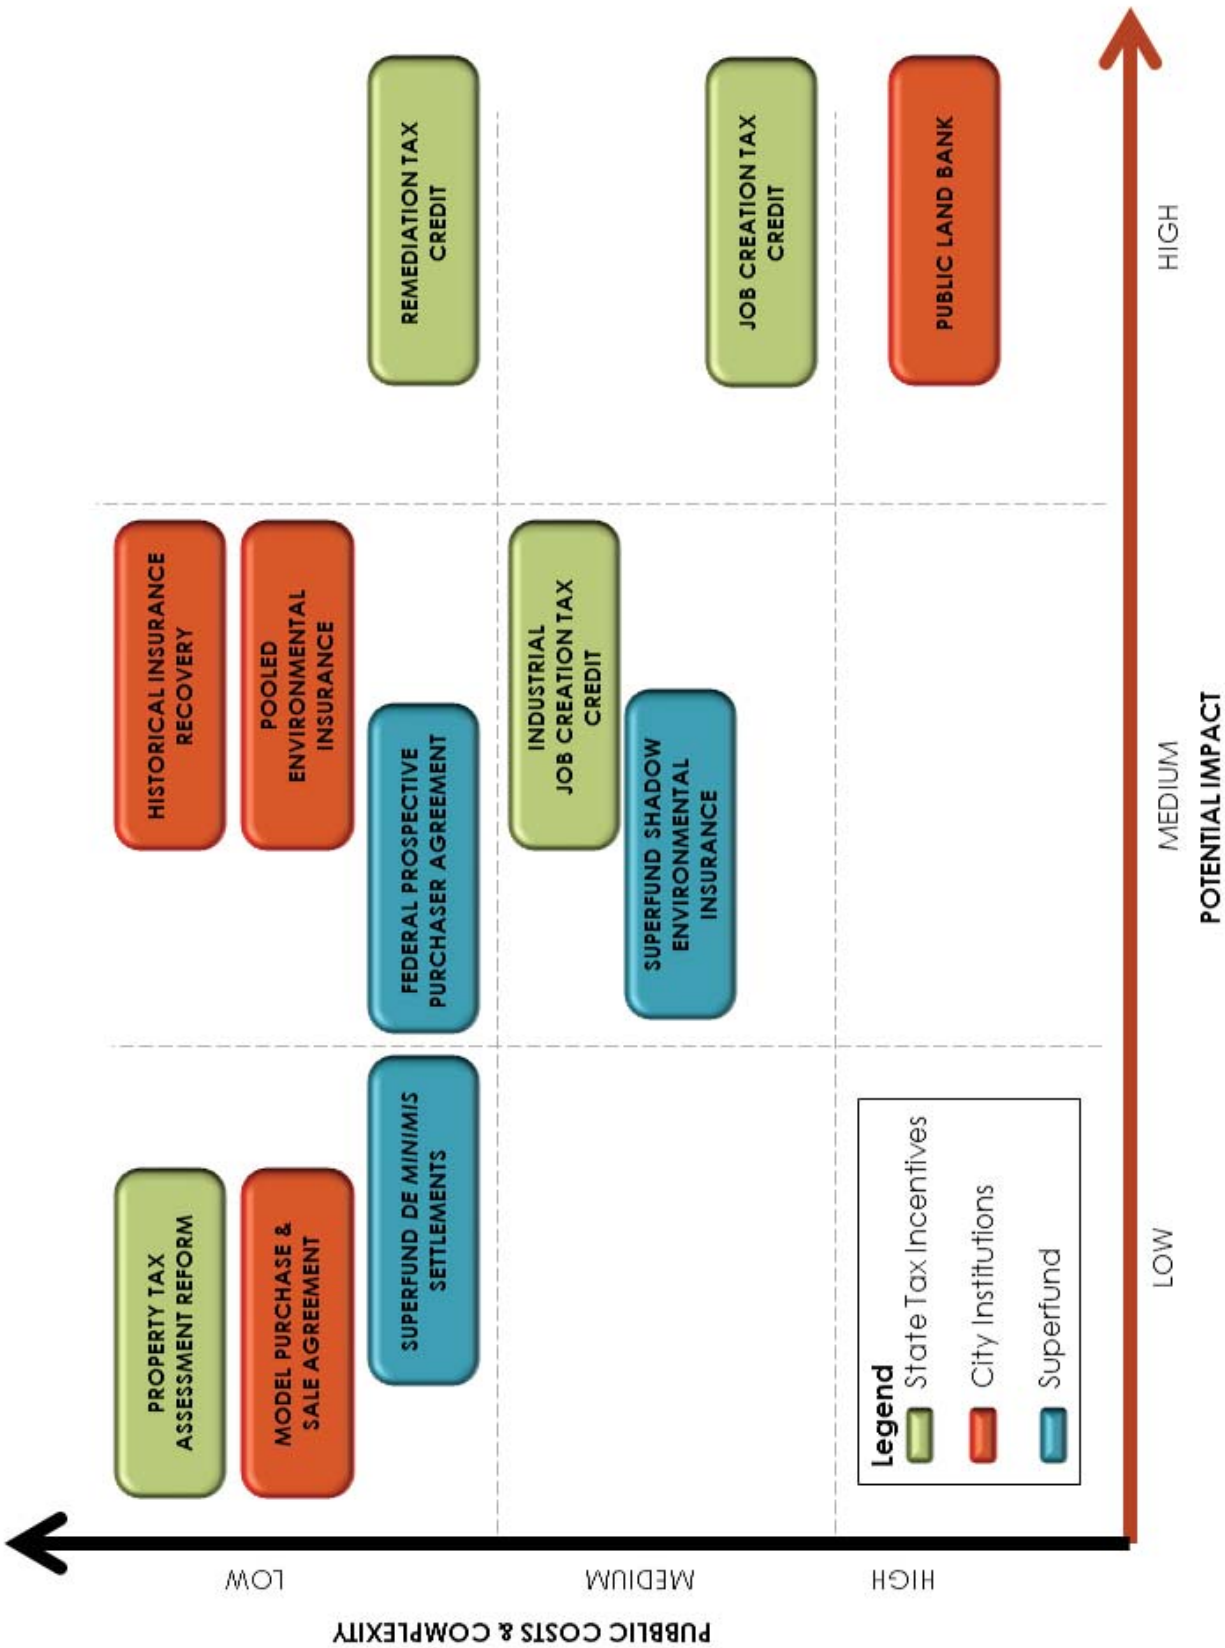 PUBBLIC COSTS & COMPLEXITY
LOW
MEDIUM
HIGH
PROPERTY TAX
ASSESSMENT REFORM
MODEL PURCHASE &
SALE AGREEMENT
SUPERFUND DE MINIMIS
SETTLEMENTS
HISTORICAL INSURANCE
RECOVERY
POOLED
ENVIRONMENTAL
INSURANCE
FEDERAL PROSPECTIVE
PURCHASER AGREEMENT
REMEDIATION TAX
CREDIT
INDUSTRIAL
JOB CREATION TAX
CREDIT
SUPERFUND SHADOW
ENVIRONMENTAL
INSURANCE
JOB CREATION TAX
CREDIT
PUBLIC LAND BANK
Legend
State Tax Incentives
City Institutions
Superfund
LOW
MEDIUM
HIGH
POTENTIAL IMPACT